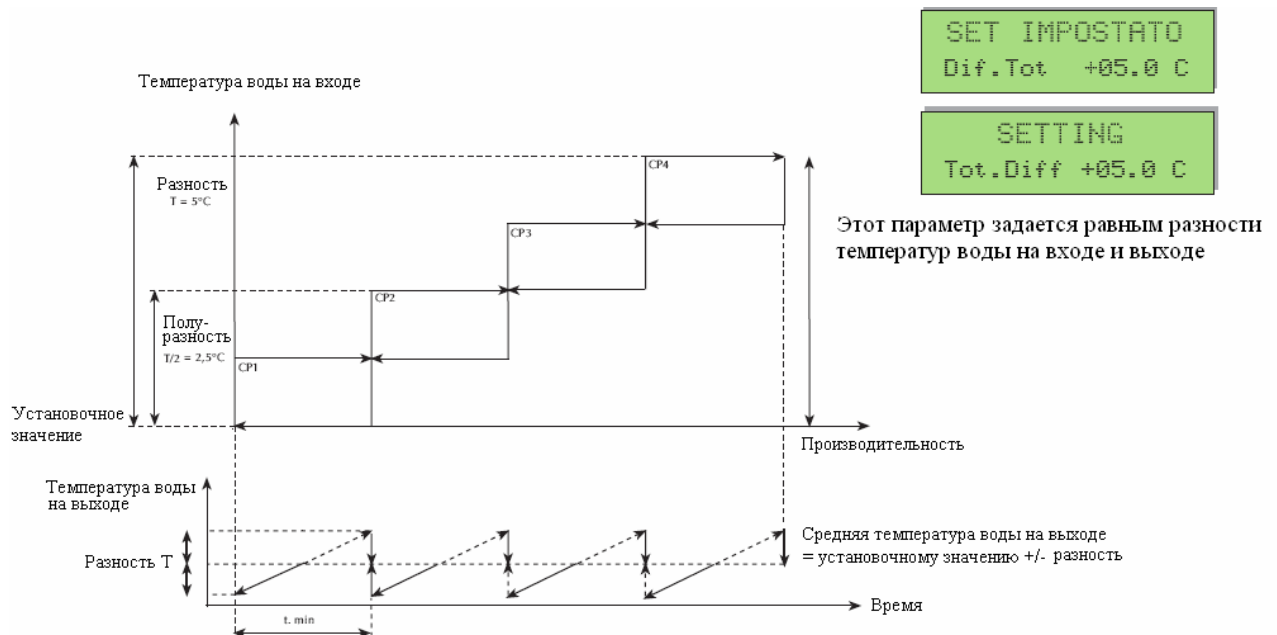 SET IMPOSTATO
Dif.Tot +05.0 C
SETTING
Tot.Diff +05.0 C
Этот параметр задается равным разности
температур воды на входе и выходе
Температура воды на входе
Разность
T = 5°C
CP4
CP3
CP2
Полу-
разность
T/2 = 2,5°C
CP1
Установочное
значение
Производительность
Температура воды
на выходе
Разность T
Средняя температура воды на выходе
= установочному значению +/- разность
Время
t. min